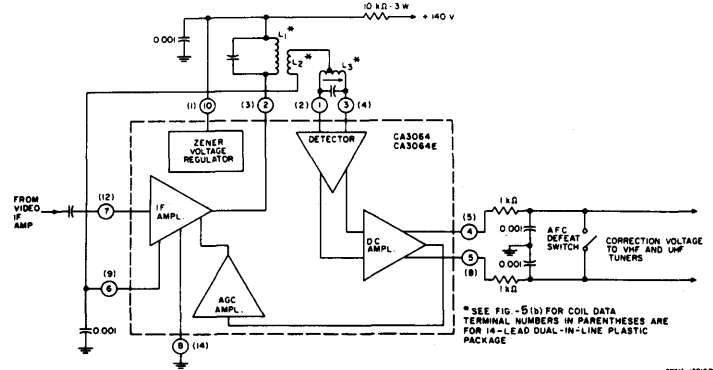 10 kΩ-3 W
+ 140 V
0.001
L1*
L2*
L3*
(1) 10
(3) 2
(2) 1
3 (4)
ZENER
VOLTAGE
REGULATOR
DETECTOR
CA3064
CA3064E
FROM
VIDEO
IF
AMP
7
(12)
IF
AMPL.
DC
AMPL.
(5)
4
1 kΩ
0.001
AFC
DEFEAT
SWITCH
CORRECTION VOLTAGE
TO VHF AND UHF
TUNERS
5
(8)
0.001
1 kΩ
(9)
6
AGC
AMPL
0.001
8 (14)
* SEE FIG.-5(b) FOR COIL DATA
TERMINAL NUMBERS IN PARENTHESES ARE
FOR 14-LEAD DUAL-IN-LINE PLASTIC
PACKAGE